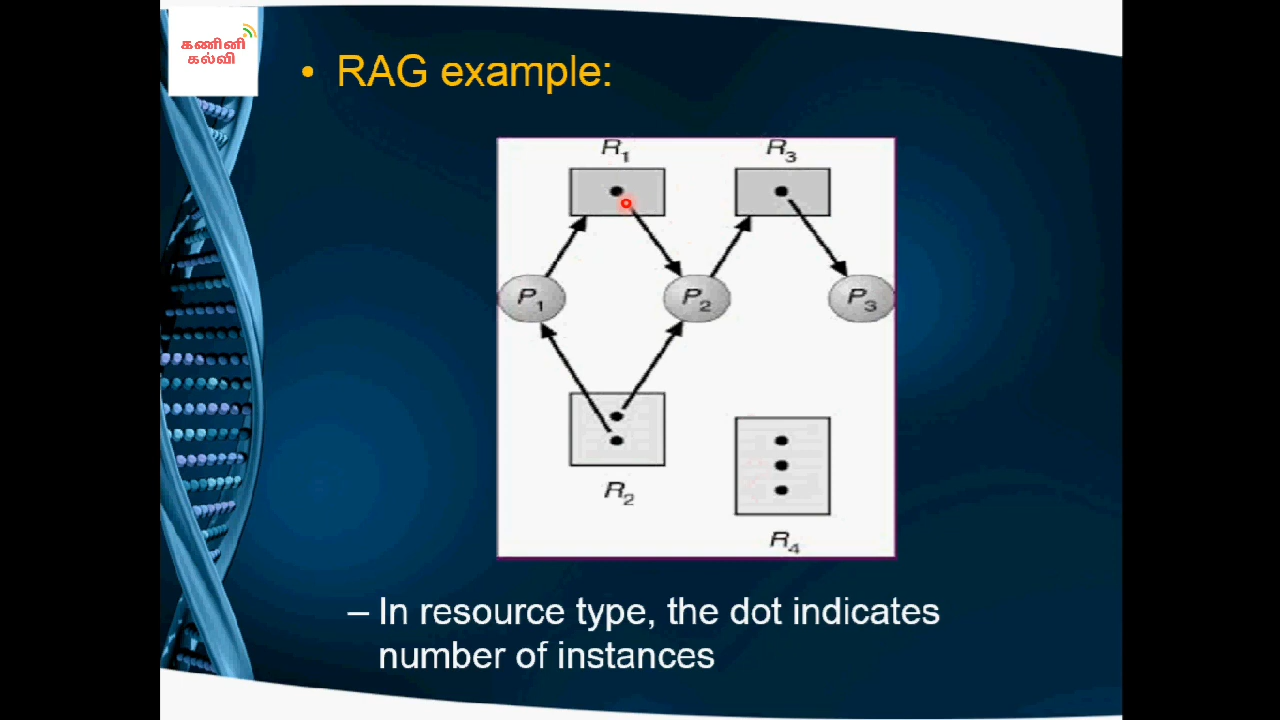 கணினி
கல்வி
• RAG example:
R1 R3
P1 P2 P3
R2
R4
– In resource type, the dot indicates
number of instances